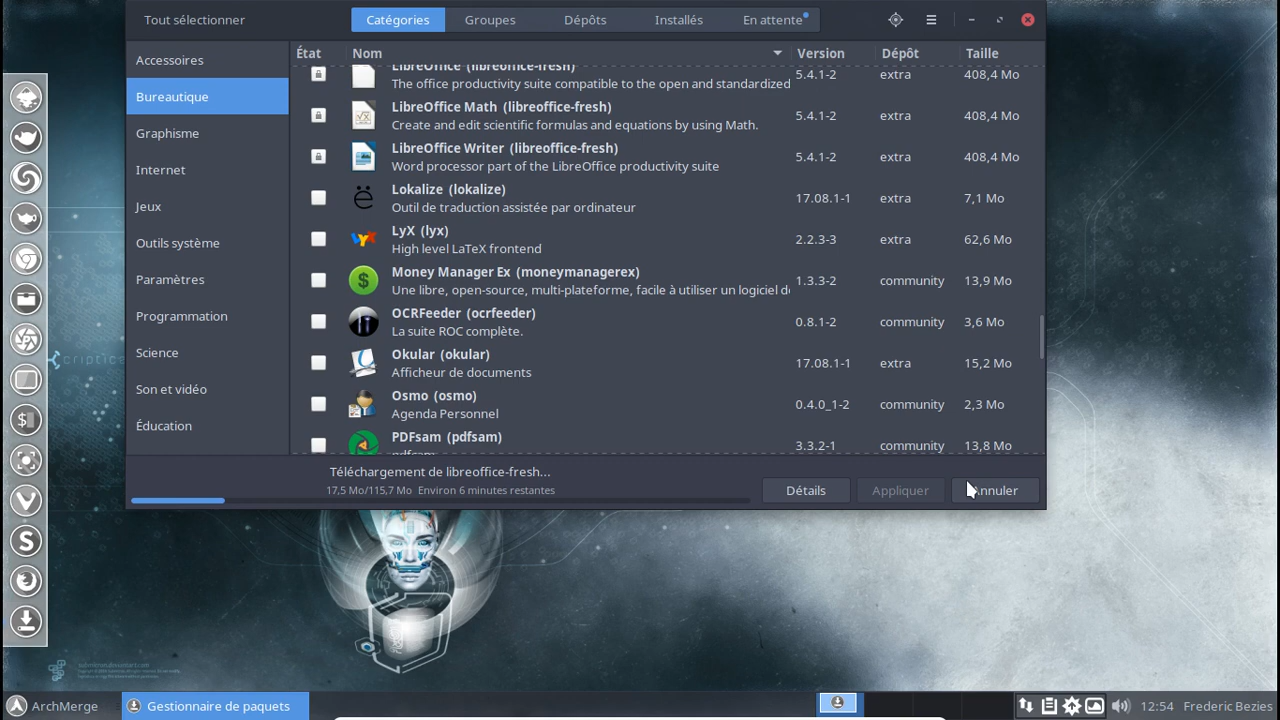 Tout sélectionner Catégories Groupes Dépôts Installés En attente
État Nom Version Dépôt Taille
Accessoires
Bureautique
Graphisme
Internet
Jeux
Outils système
Paramètres
Programmation
Science
Son et vidéo
Éducation
LibreOffice (libreoffice-fresh) 5.4.1-2 extra 408,4 Mo
The office productivity suite compatible to the open and standardized
LibreOffice Math (libreoffice-fresh) 5.4.1-2 extra 408,4 Mo
Create and edit scientific formulas and equations by using Math.
LibreOffice Writer (libreoffice-fresh) 5.4.1-2 extra 408,4 Mo
Word processor part of the LibreOffice productivity suite
Lokalize (lokalize) 17.08.1-1 extra 7,1 Mo
Outil de traduction assistée par ordinateur
LyX (lyx) 2.2.3-3 extra 62,6 Mo
High level LaTeX frontend
Money Manager Ex (moneymanagerex) 1.3.3-2 community 13,9 Mo
Une libre, open-source, multi-plateforme, facile à utiliser un logiciel de
OCRFeeder (ocrfeeder) 0.8.1-2 community 3,6 Mo
La suite ROC complète.
Okular (okular) 17.08.1-1 extra 15,2 Mo
Afficheur de documents
Osmo (osmo) 0.4.0_1-2 community 2,3 Mo
Agenda Personnel
PDFsam (pdfsam) 3.3.2-1 community 13,8 Mo
pdfsam
Téléchargement de libreoffice-fresh...
17,5 Mo/115,7 Mo Environ 6 minutes restantes
Détails Appliquer Annuler
criptics
ArchMerge Gestionnaire de paquets 12:54 Frederic Bezies